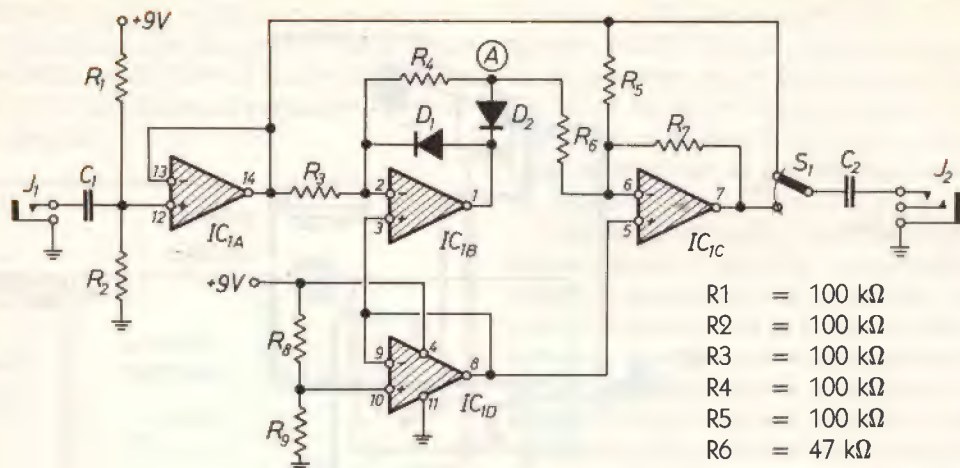 +9V
R1
A
R4
R5
D1
D2
R6
R7
J1
C1
13
14
12
IC1A
R3
2
1
3
IC1B
6
7
5
IC1C
S1
C2
J2
R2
+9V
4
R8
9
8
10
11
IC1D
R9
R1 = 100 kΩ
R2 = 100 kΩ
R3 = 100 kΩ
R4 = 100 kΩ
R5 = 100 kΩ
R6 = 47 kΩ